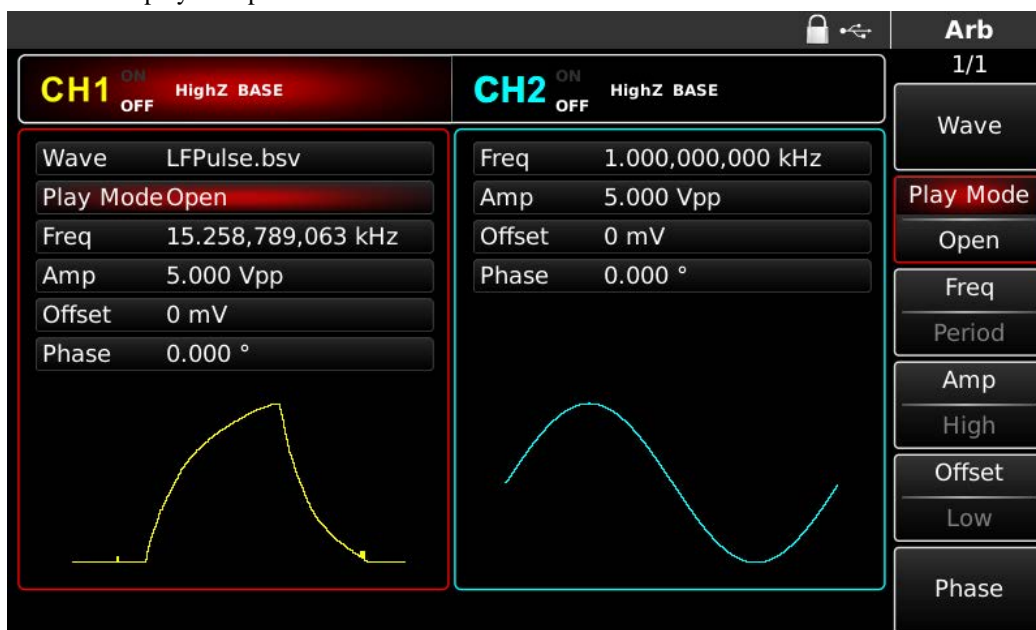 Arb
1/1
CH1 ON OFF HighZ BASE
CH2 ON OFF HighZ BASE
Wave LFPulse.bsv
Play Mode Open
Freq 15.258,789,063 kHz
Amp 5.000 Vpp
Offset 0 mV
Phase 0.000 °
Freq 1.000,000,000 kHz
Amp 5.000 Vpp
Offset 0 mV
Phase 0.000 °
Wave
Play Mode
Open
Freq
Period
Amp
High
Offset
Low
Phase